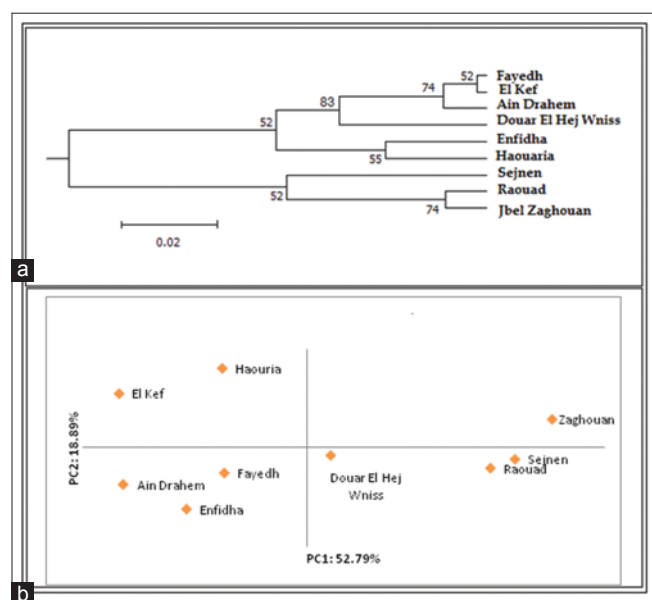 52 Fayedh
74 El Kef
83 Ain Drahem
52 Douar El Hej Wniss
Enfidha
55 Haouaria
Sejnen
52 Raouad
74 Jbel Zaghouan
0.02
a
Haouria
El Kef
Zaghouan
PC2: 18.89%
Fayedh
Ain Drahem
Enfidha
Douar El Hej
Wniss
Sejnen
Raouad
PC1: 52.79%
b